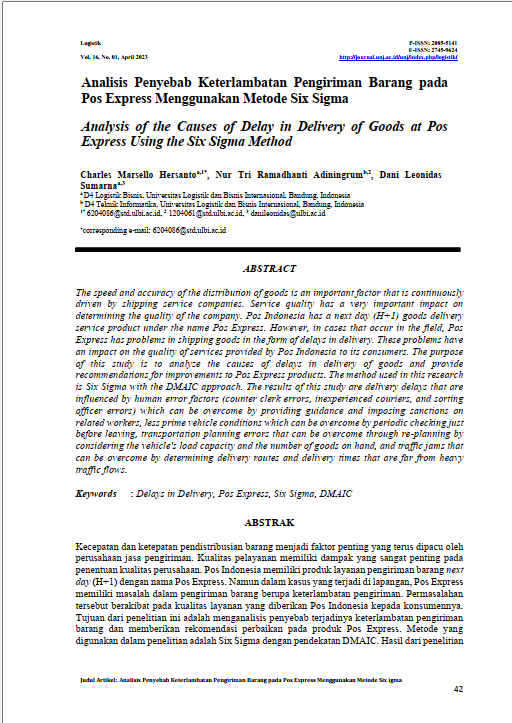 Logistik
P-ISSN: 2085-5141
E-ISSN: 2745-9624
Vol. 16, No. 01, April 2023
http://journal.unj.ac.id/unj/index.php/logistik/
Analisis Penyebab Keterlambatan Pengiriman Barang pada
Pos Express Menggunakan Metode Six Sigma
Analysis of the Causes of Delay in Delivery of Goods at Pos
Express Using the Six Sigma Method
Charles Marsello Hersanto a,1*, Nur Tri Ramadhanti Adiningrum b,2, Dani Leonidas
Sumarna a,3
a D4 Logistik Bisnis, Universitas Logistik dan Bisnis Internasional, Bandung, Indonesia
b D4 Teknik Informatika, Universitas Logistik dan Bisnis Internasional, Bandung, Indonesia
1* 6204086@std.ulbi.ac.id, 2 1204061@std.ulbi.ac.id, 3 danileonidas@ulbi.ac.id
*corresponding e-mail: 6204086@std.ulbi.ac.id
ABSTRACT
The speed and accuracy of the distribution of goods is an important factor that is continuously
driven by shipping service companies. Service quality has a very important impact on
determining the quality of the company. Pos Indonesia has a next day (H+1) goods delivery
service product under the name Pos Express. However, in cases that occur in the field, Pos
Express has problems in shipping goods in the form of delays in delivery. These problems have
an impact on the quality of services provided by Pos Indonesia to its consumers. The purpose
of this study is to analyse the causes of delays in delivery of goods and provide
recommendations for improvements to Pos Express products. The method used in this research
is Six Sigma with the DMAIC approach. The results of this study are delivery delays that are
influenced by human error factors (counter clerk errors, inexperienced couriers, and sorting
officer errors) which can be overcome by providing guidance and imposing sanctions on
related workers, less prime vehicle conditions which can be overcome by periodic checking just
before leaving, transportation planning errors that can be overcome through re-planning by
considering the vehicle's load capacity and the number of goods on hand, and traffic jams that
can be overcome by determining delivery routes and delivery times that are far from heavy
traffic flows.
Keywords : Delays in Delivery, Pos Express, Six Sigma, DMAIC
ABSTRAK
Kecepatan dan ketepatan pendistribusian barang menjadi faktor penting yang terus dipacu oleh
perusahaan jasa pengiriman. Kualitas pelayanan memiliki dampak yang sangat penting pada
penentuan kualitas perusahaan. Pos Indonesia memiliki produk layanan pengiriman barang next
day (H+1) dengan nama Pos Express. Namun dalam kasus yang terjadi di lapangan, Pos Express
memiliki masalah dalam pengiriman barang berupa keterlambatan pengiriman. Permasalahan
tersebut berakibat pada kualitas layanan yang diberikan Pos Indonesia kepada konsumennya.
Tujuan dari penelitian ini adalah menganalisis penyebab terjadinya keterlambatan pengiriman
barang dan memberikan rekomendasi perbaikan pada produk Pos Express. Metode yang
digunakan dalam penelitian adalah Six Sigma dengan pendekatan DMAIC. Hasil dari penelitian
Judul Artikel: Analisis Penyebab Keterlambatan Pengiriman Barang pada Pos Express Menggunakan Metode Six igma
42